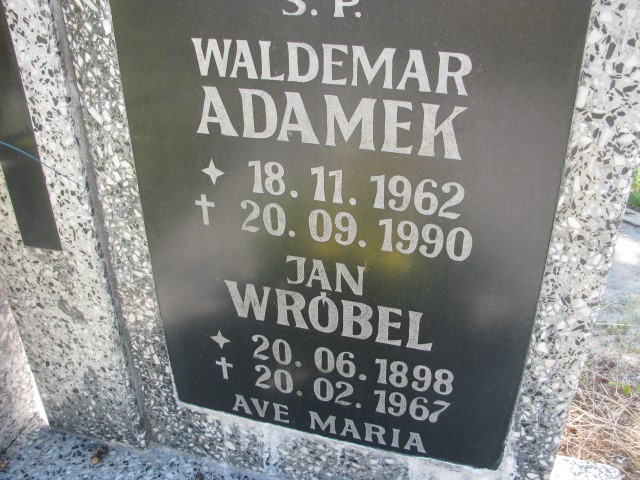 S. P.
WALDEMAR
ADAMEK
18. 11. 1962
20. 09. 1990
JAN
WRÓBEL
20. 06. 1898
20. 02. 1967
AVE MARIA